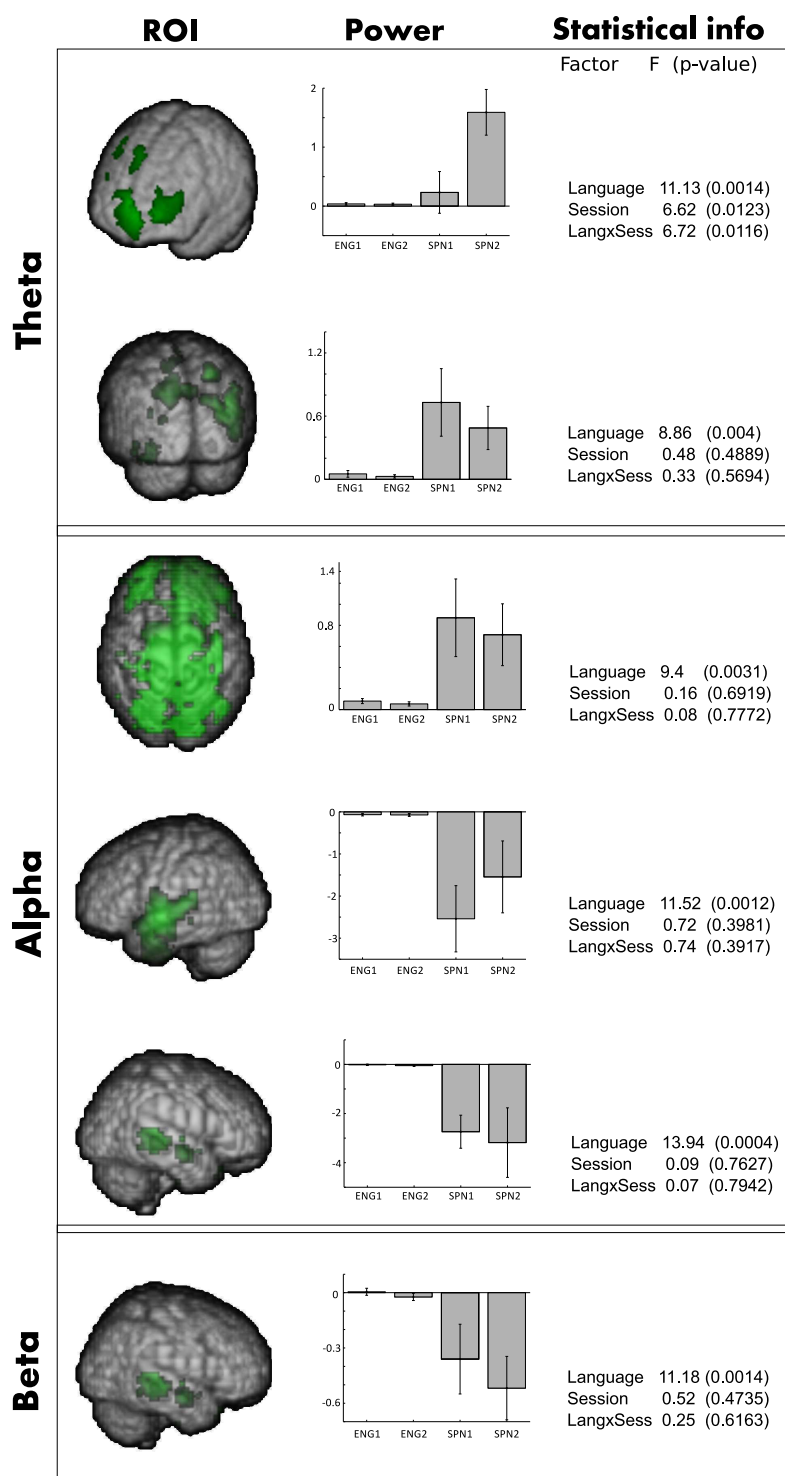 ROI Power Statistical info
Factor F (p-value)
Theta
2
1
0
ENG1 ENG2 SPN1 SPN2
Language 11.13 (0.0014)
Session 6.62 (0.0123)
LangxSess 6.72 (0.0116)
1.2
0.6
0
ENG1 ENG2 SPN1 SPN2
Language 8.86 (0.004)
Session 0.48 (0.4889)
LangxSess 0.33 (0.5694)
Alpha
1.4
0.8
0
ENG1 ENG2 SPN1 SPN2
Language 9.4 (0.0031)
Session 0.16 (0.6919)
LangxSess 0.08 (0.7772)
0
-1
-2
-3
ENG1 ENG2 SPN1 SPN2
Language 11.52 (0.0012)
Session 0.72 (0.3981)
LangxSess 0.74 (0.3917)
0
-2
-4
ENG1 ENG2 SPN1 SPN2
Language 13.94 (0.0004)
Session 0.09 (0.7627)
LangxSess 0.07 (0.7942)
Beta
0
-0.3
-0.6
ENG1 ENG2 SPN1 SPN2
Language 11.18 (0.0014)
Session 0.52 (0.4735)
LangxSess 0.25 (0.6163)